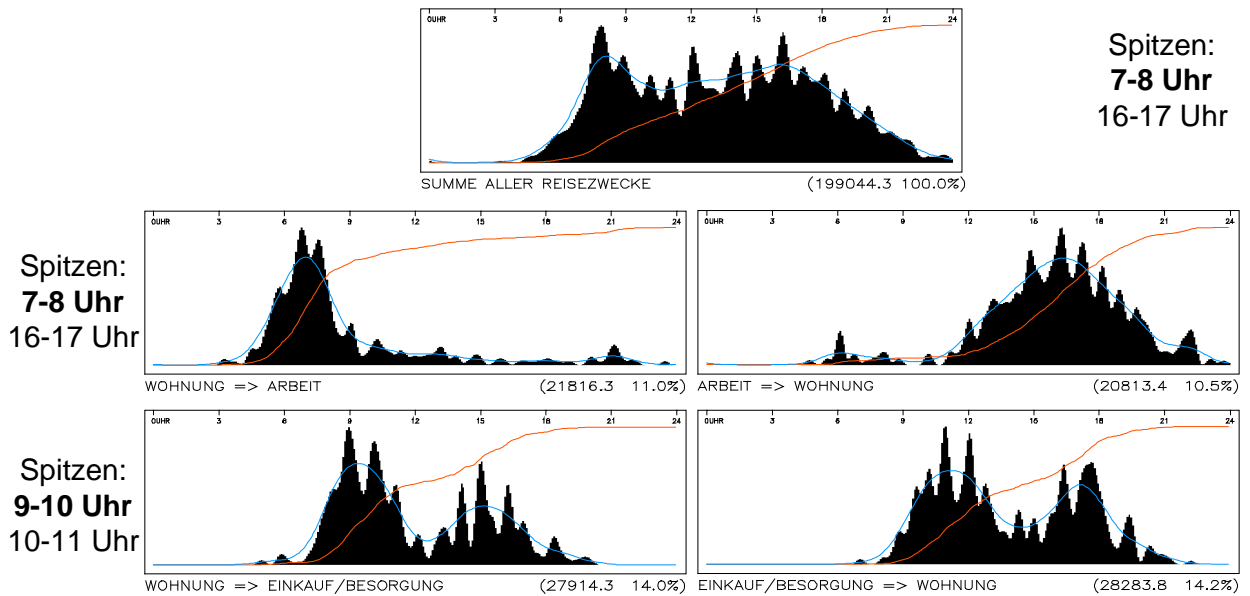 0UHR 3 6 9 12 15 18 21 24
SUMME ALLER REISEZWECKE (199044.3 100.0%)
Spitzen:
7-8 Uhr
16-17 Uhr
Spitzen:
7-8 Uhr
16-17 Uhr
0UHR 3 6 9 12 15 18 21 24
WOHNUNG => ARBEIT (21816.3 11.0%)
0UHR 3 6 9 12 15 18 21 24
ARBEIT => WOHNUNG (20813.4 10.5%)
Spitzen:
9-10 Uhr
10-11 Uhr
0UHR 3 6 9 12 15 18 21 24
WOHNUNG => EINKAUF/BESORGUNG (27914.3 14.0%)
0UHR 3 6 9 12 15 18 21 24
EINKAUF/BESORGUNG => WOHNUNG (28283.8 14.2%)